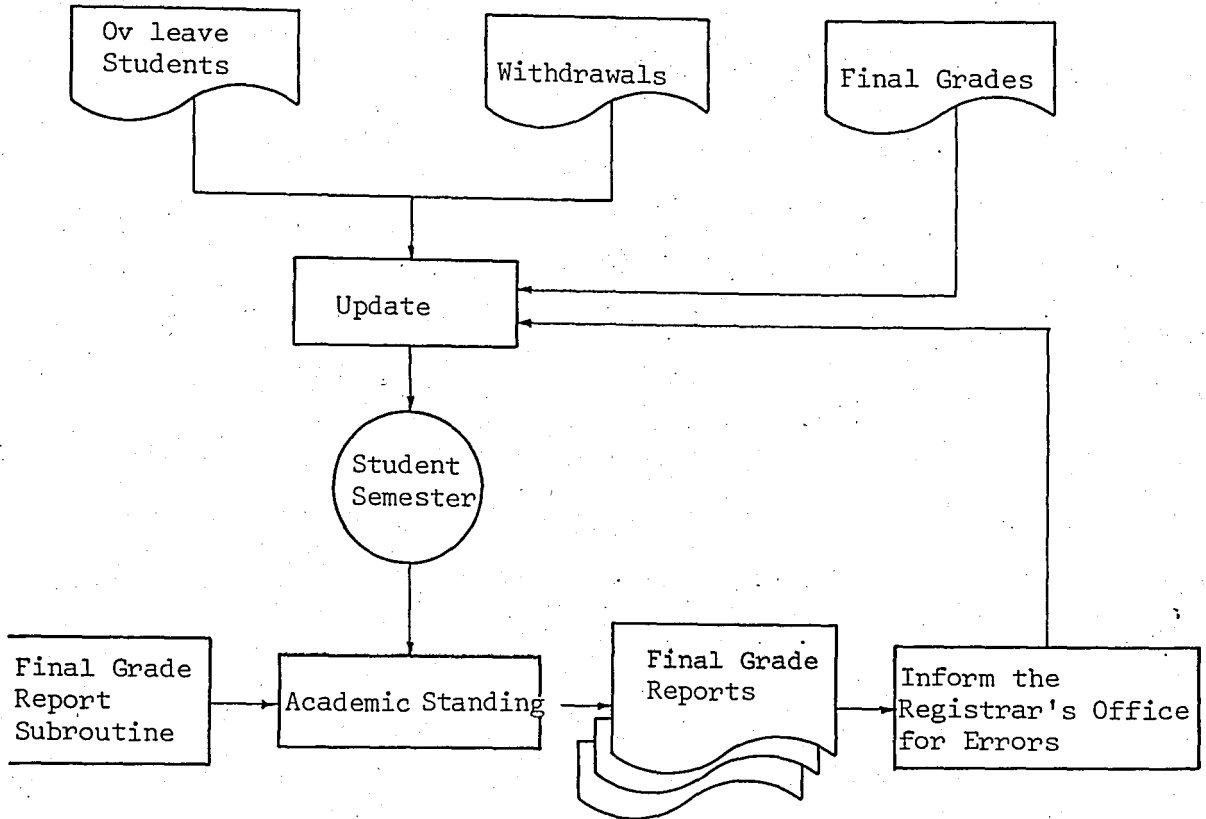 Ov leave
Students
Withdrawals
Final Grades
Update
Student
Semester
Final Grade
Report
Subroutine
Academic Standing
Final Grade
Reports
Inform the
Registrar's Office
for Errors